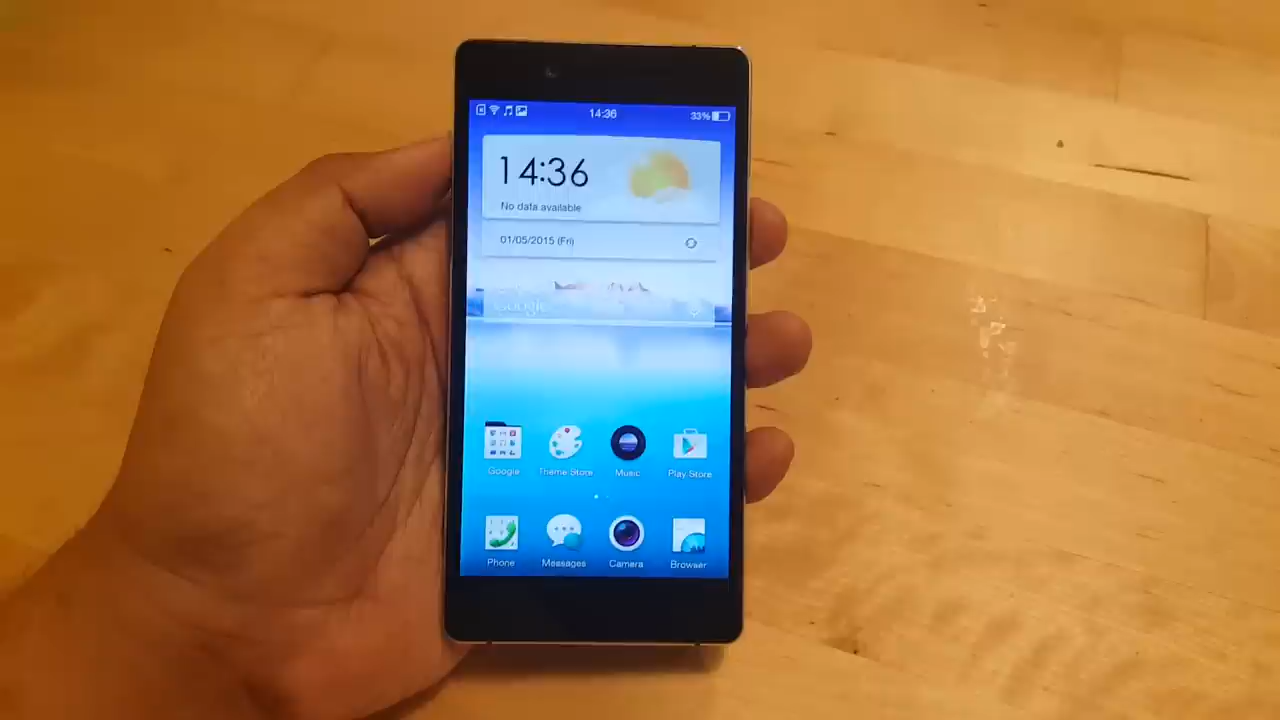 14:36
33%
14:36
No data available
01/05/2015 (Fri)
Google
Google
Theme Store
Music
Play Store
Phone
Messages
Camera
Browser